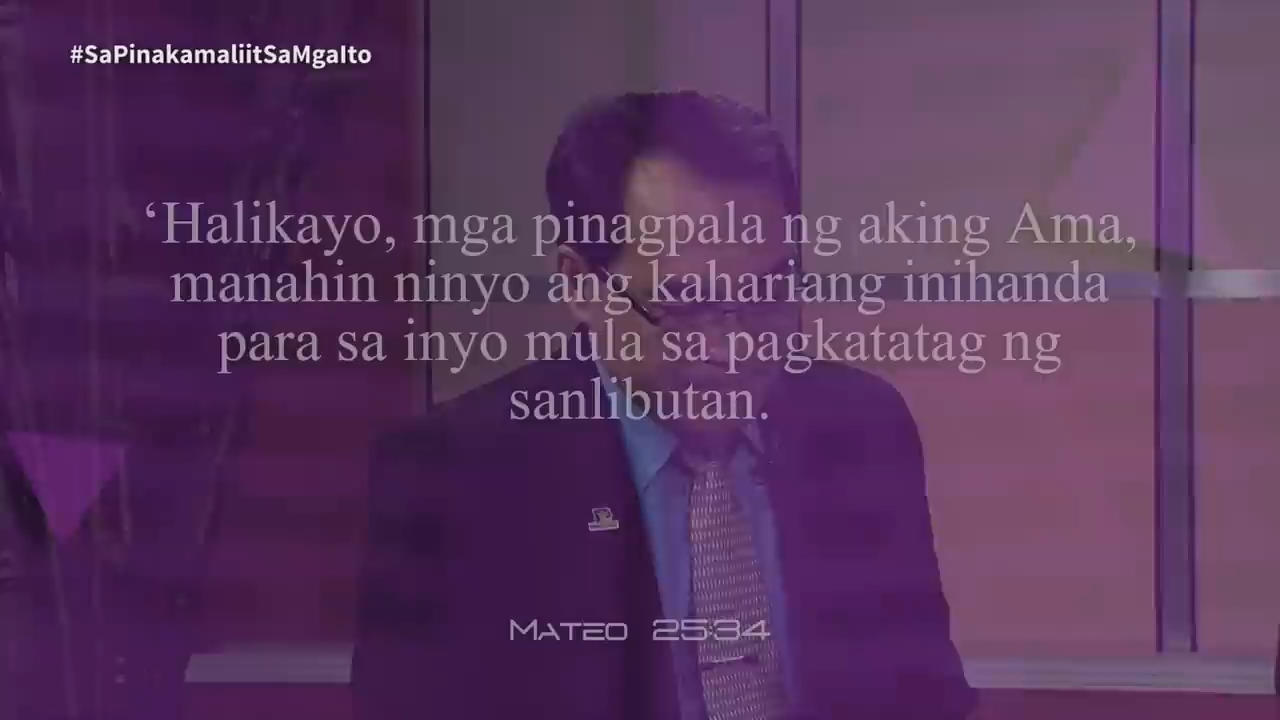 #SaPinakamaliitSaMgaIto
‘Halikayo, mga pinagpala ng aking Ama,
manahin ninyo ang kahariang inihanda
para sa inyo mula sa pagkatatag ng
sanlibutan.
MATEO 25:34